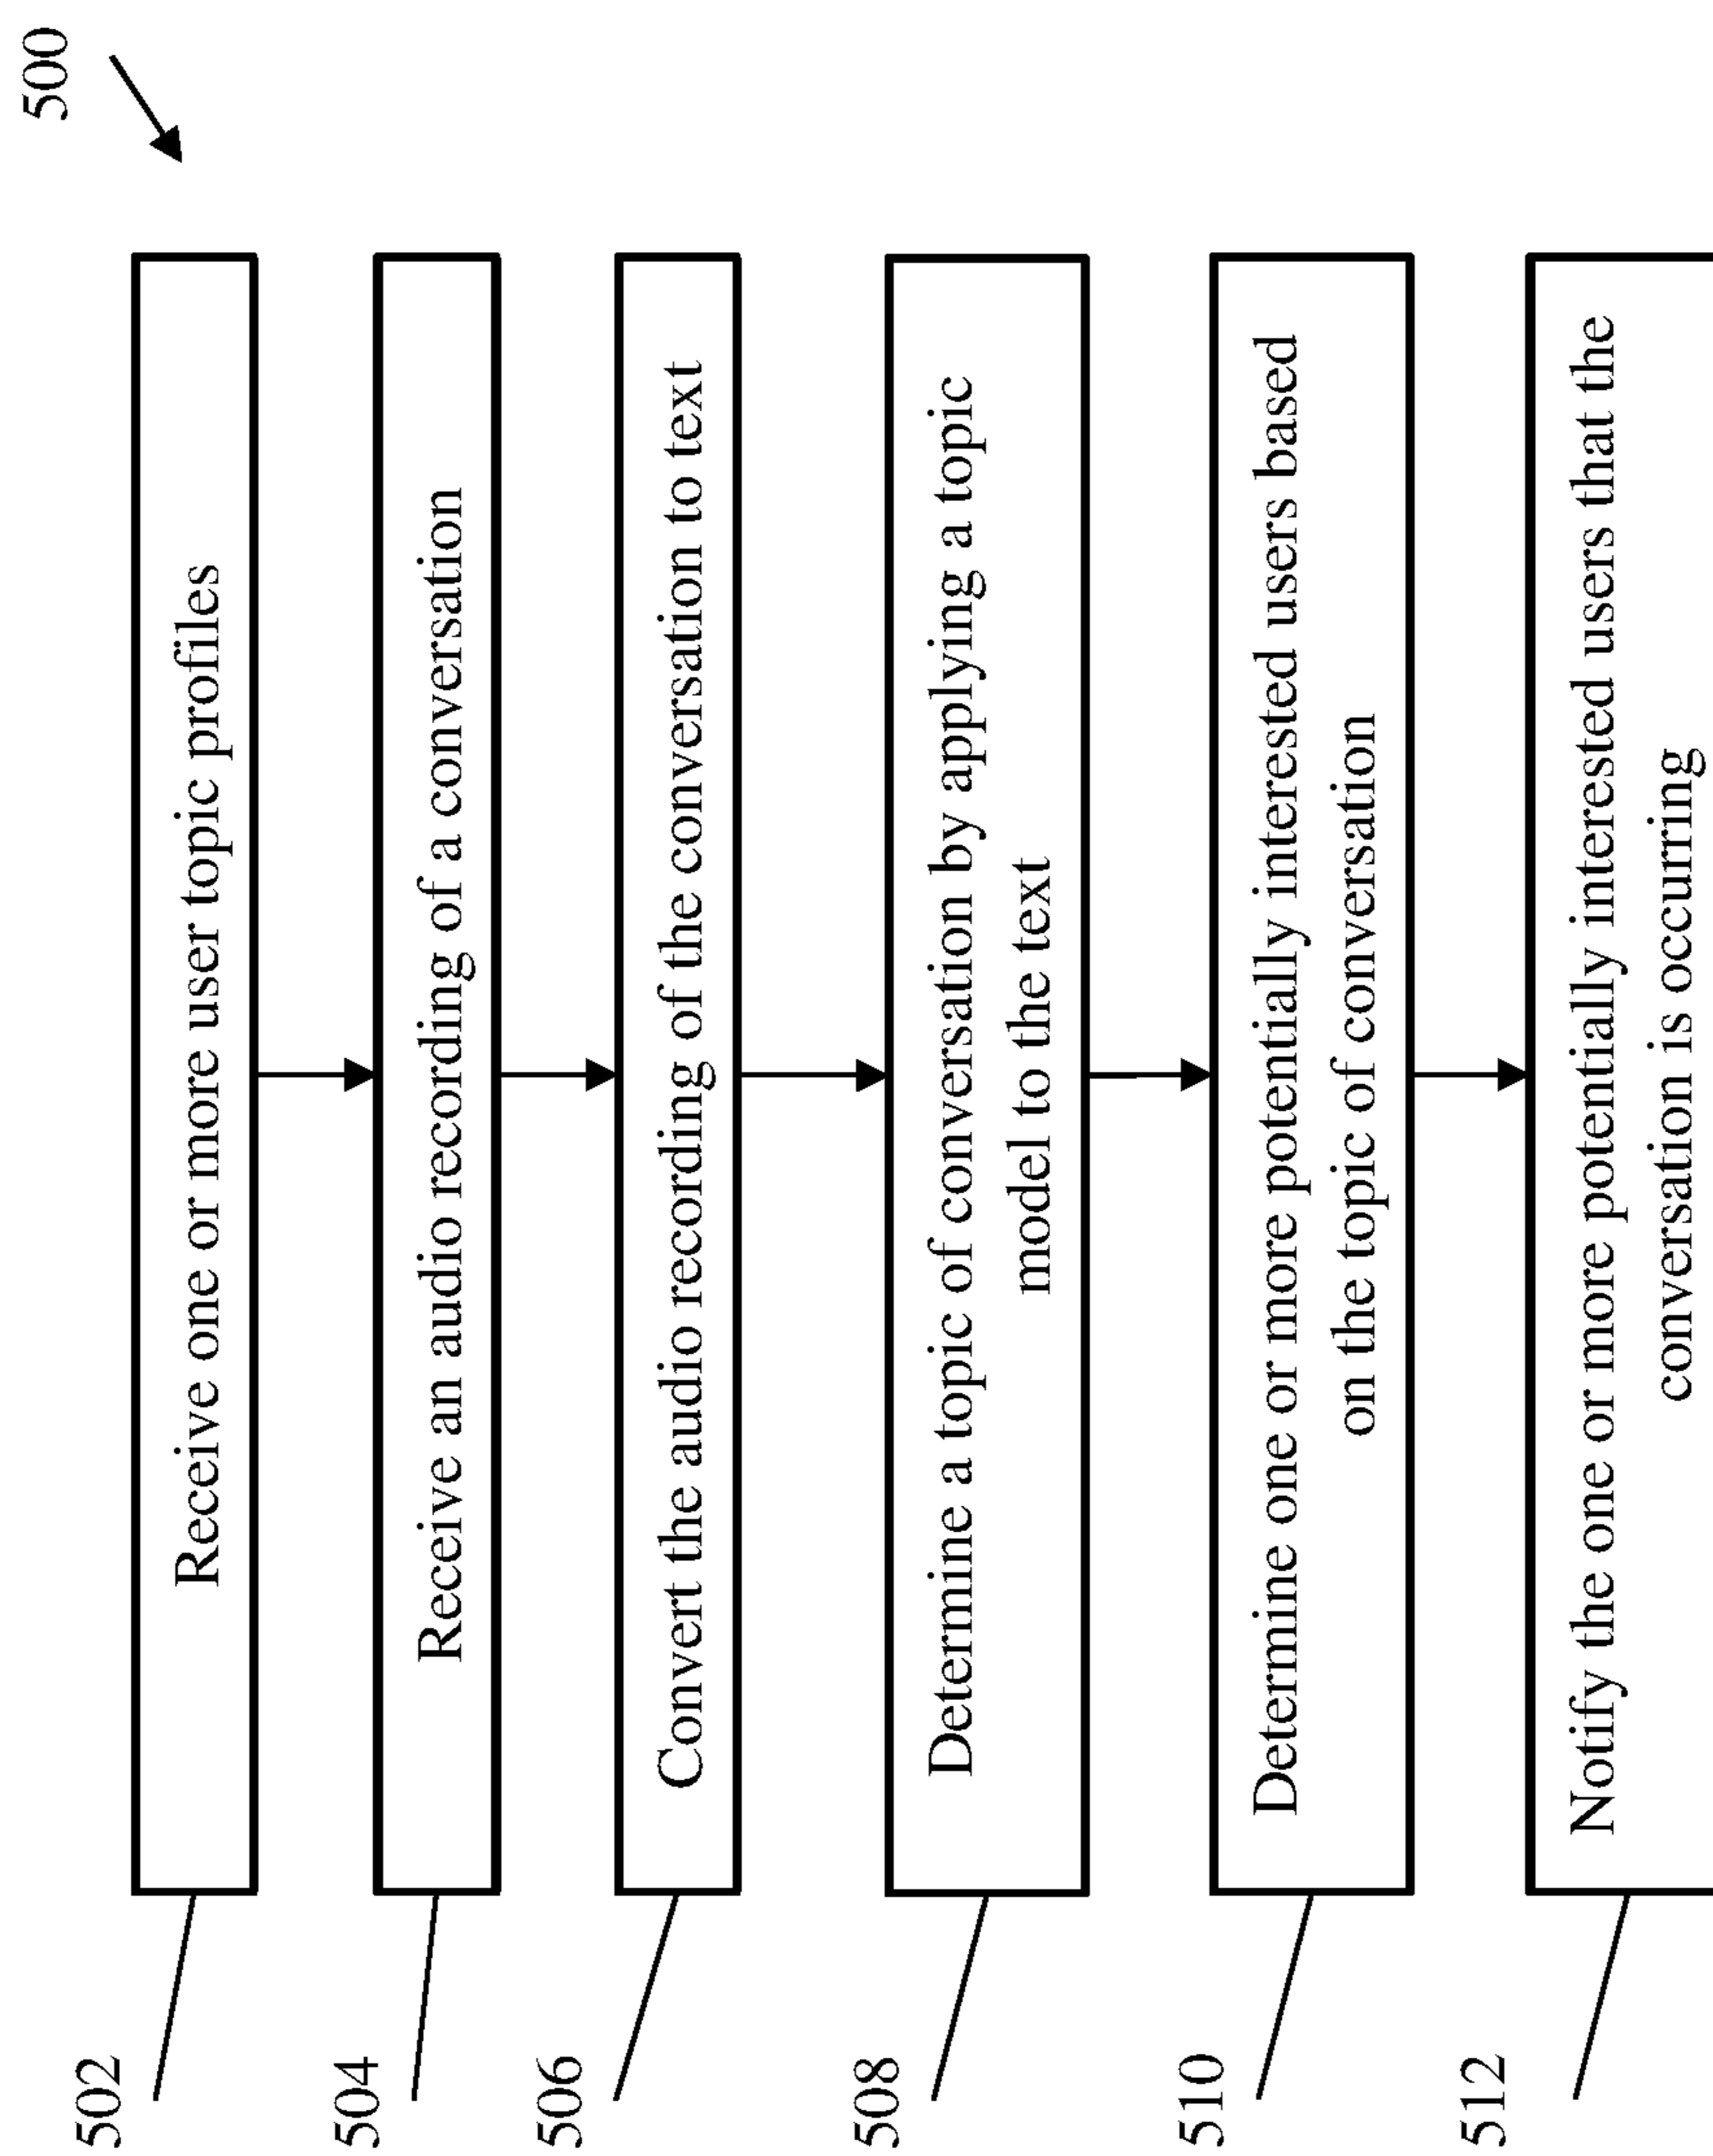 500
502
Receive one or more user topic profiles
504
Receive an audio recording of a conversation
506
Convert the audio recording of the conversation to text
508
Determine a topic of conversation by applying a topic
model to the text
510
Determine one or more potentially interested users based
on the topic of conversation
512
Notify the one or more potentially interested users that the
conversation is occurring